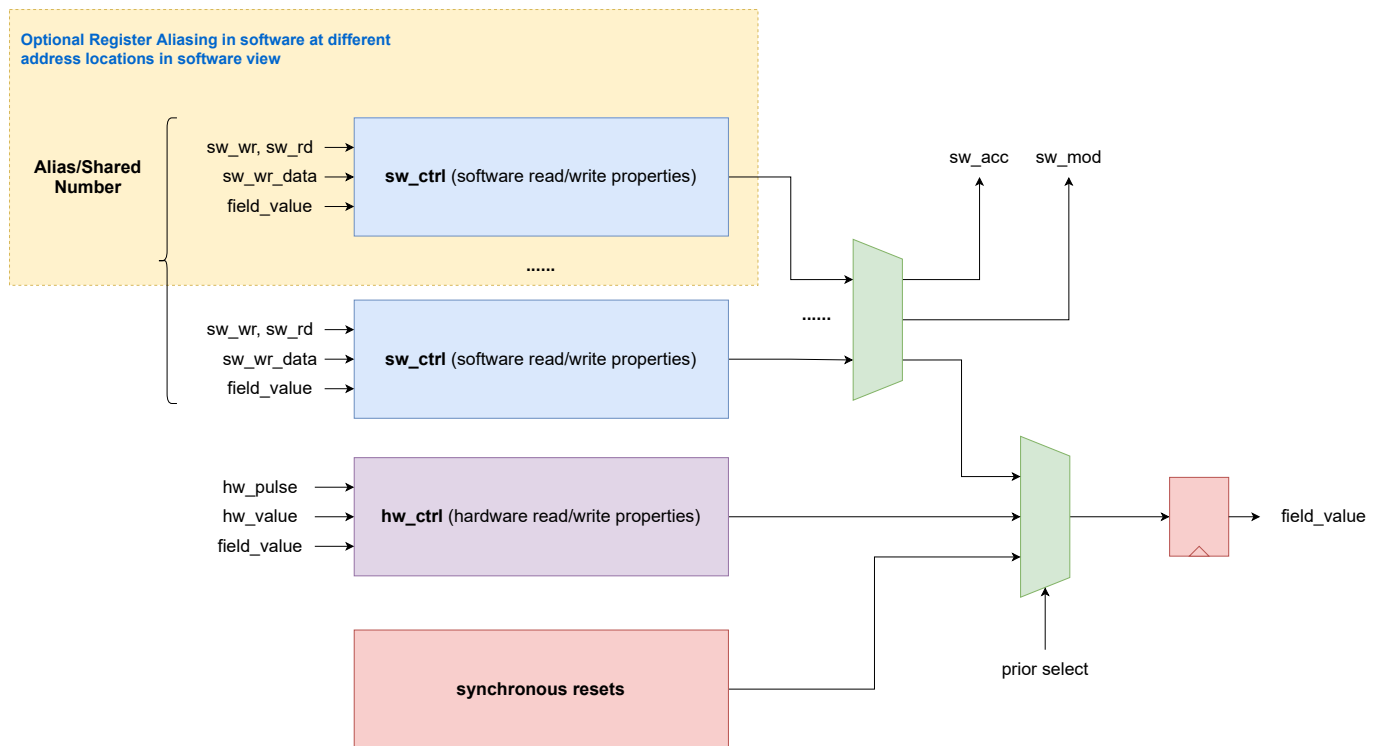 Optional Register Aliasing in software at different
address locations in software view
Alias/Shared
Number
sw_wr, sw_rd
sw_wr_data
field_value
sw_ctrl (software read/write properties)
......
sw_acc
sw_mod
......
sw_wr, sw_rd
sw_wr_data
field_value
sw_ctrl (software read/write properties)
hw_pulse
hw_value
field_value
hw_ctrl (hardware read/write properties)
field_value
prior select
synchronous resets